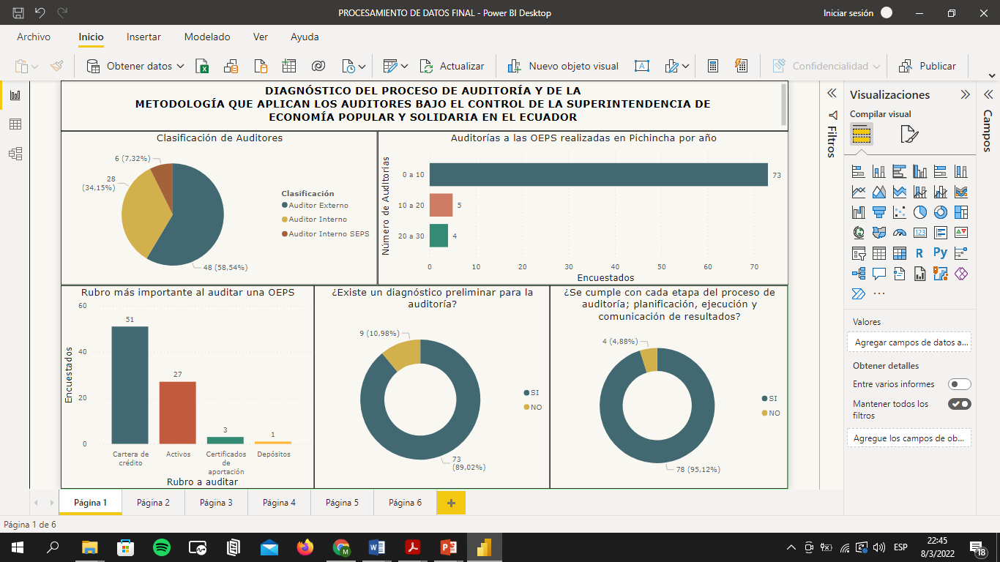 PROCESAMIENTO DE DATOS FINAL - Power BI Desktop
Iniciar sesión
Archivo
Inicio
Insertar
Modelado
Ver
Ayuda
Obtener datos
Actualizar
Nuevo objeto visual
Confidencialidad
Publicar
DIAGNÓSTICO DEL PROCESO DE AUDITORÍA Y DE LA
METODOLOGÍA QUE APLICAN LOS AUDITORES BAJO EL CONTROL DE LA SUPERINTENDENCIA DE
ECONOMÍA POPULAR Y SOLIDARIA EN EL ECUADOR
Clasificación de Auditores
6 (7,32%)
28
(34,15%)
48 (58,54%)
Clasificación
Auditor Externo
Auditor Interno
Auditor Interno SEPS
Auditorías a las OEPS realizadas en Pichincha por año
Número de Auditorías
0 a 10
73
10 a 20
5
20 a 30
4
0
10
20
30
40
50
60
70
Encuestados
Rubro más importante al auditar una OEPS
Encuestados
60
40
20
0
51
27
3
1
Cartera de
crédito
Activos
Certificados
de
aportación
Depósitos
Rubro a auditar
¿Existe un diagnóstico preliminar para la
auditoría?
9 (10,98%)
73
(89,02%)
SI
NO
¿Se cumple con cada etapa del proceso de
auditoría; planificación, ejecución y
comunicación de resultados?
4 (4,88%)
78 (95,12%)
SI
NO
Filtros
Visualizaciones
Compilar visual
R
Py
123
Valores
Agregar campos de datos a...
Obtener detalles
Entre varios informes
Mantener todos los
filtros
Agregue los campos de ob...
Campos
Página 1
Página 2
Página 3
Página 4
Página 5
Página 6
Página 1 de 6
ESP
22:45
8/3/2022
18